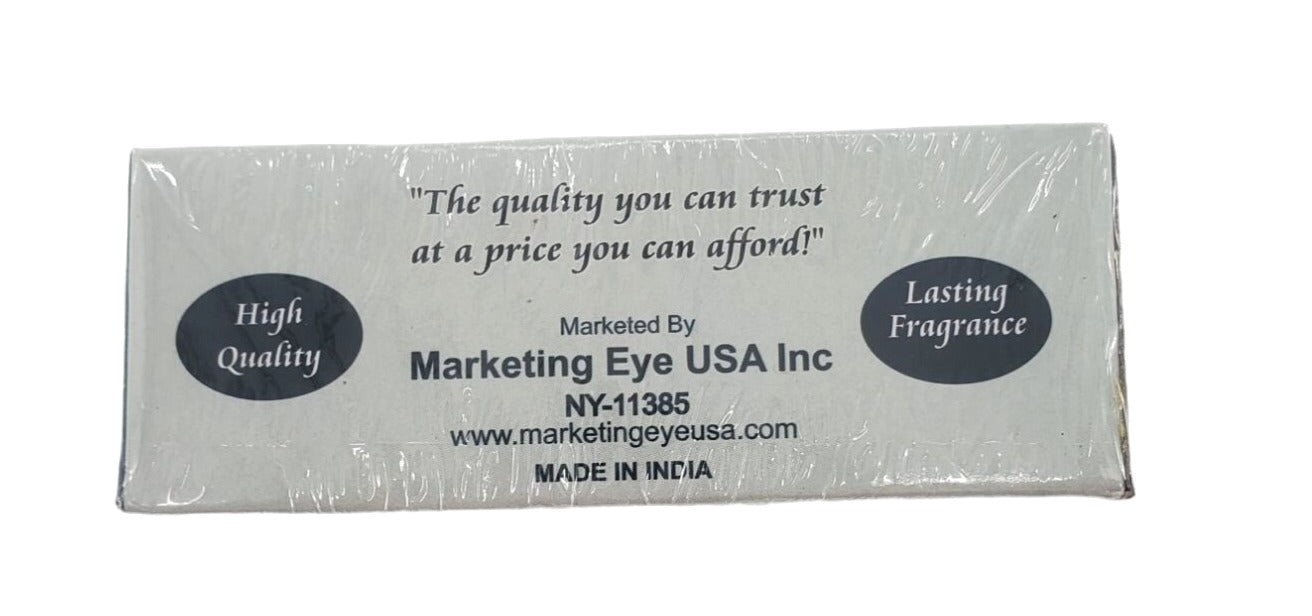 "The quality you can trust
at a price you can afford!"
High
Quality
Lasting
Fragrance
Marketed By
Marketing Eye USA Inc
NY-11385
www.marketingeyeusa.com
MADE IN INDIA